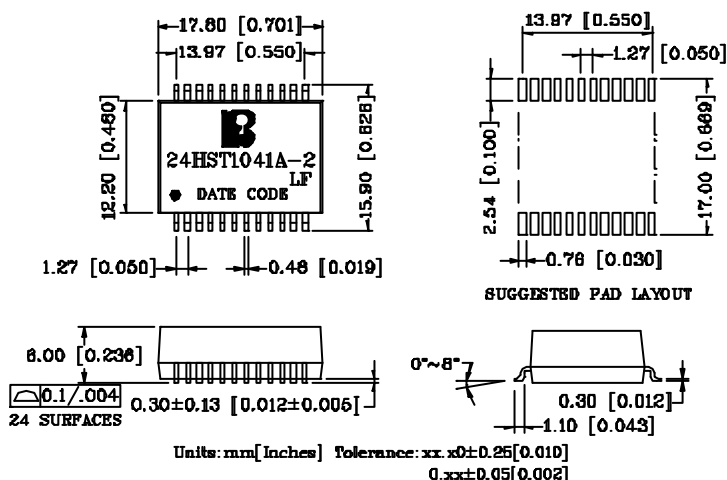 17.80 [0.701]
13.97 [0.550]
12.20 [0.480]
24HST1041A-2
LF
DATE CODE
15.90 [0.626]
1.27 [0.050]
0.48 [0.019]
13.97 [0.550]
1.27 [0.050]
2.54 [0.100]
17.00 [0.669]
0.76 [0.030]
SUGGESTED PAD LAYOUT
6.00 [0.236]
0.1/.004
24 SURFACES
0.30±0.13 [0.012±0.005]
0°~8°
0.30 [0.012]
1.10 [0.043]
Units:mm[Inches] Tolerance:xx.x0±0.25[0.010]
0.xx±0.05[0.002]